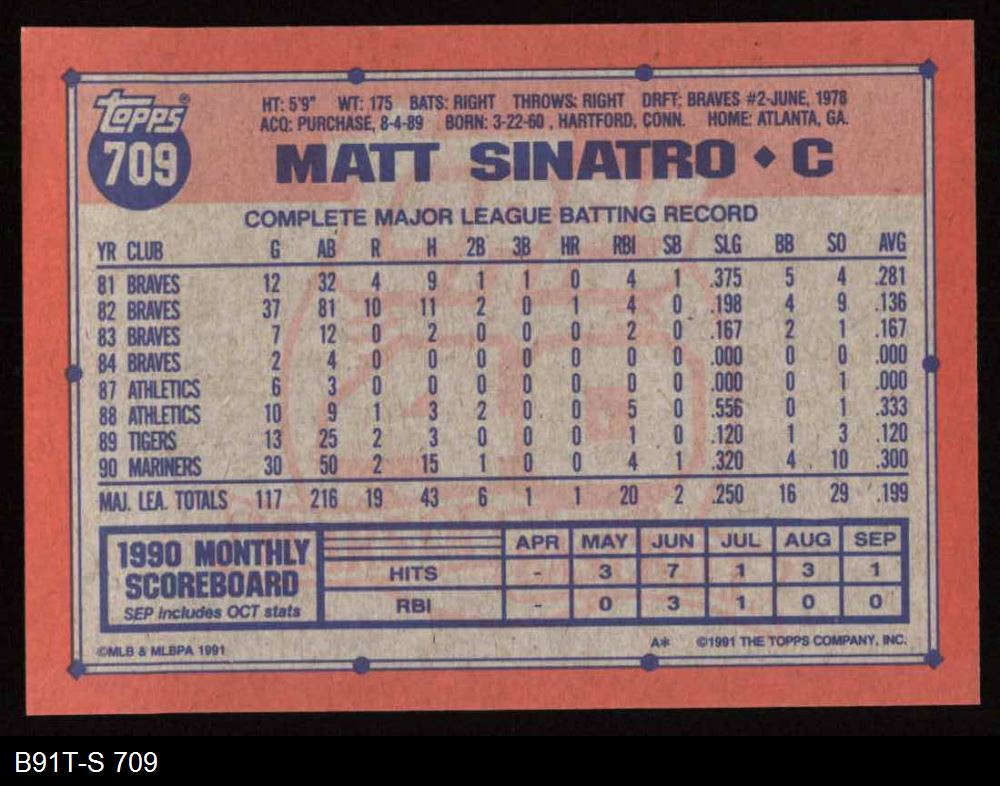 Topps®
709
HT: 5'9" WT: 175 BATS: RIGHT THROWS: RIGHT DRFT: BRAVES #2-JUNE, 1978
ACQ: PURCHASE, 8-4-89 BORN: 3-22-60, HARTFORD, CONN. HOME: ATLANTA, GA.
MATT SINATRO ◆ C
COMPLETE MAJOR LEAGUE BATTING RECORD
YR CLUB G AB R H 2B 3B HR RBI SB SLG BB SO AVG
81 BRAVES 12 32 4 9 1 1 0 4 1 .375 5 4 .281
82 BRAVES 37 81 10 11 2 0 1 4 0 .198 4 9 .136
83 BRAVES 7 12 0 2 0 0 0 2 0 .167 2 1 .167
84 BRAVES 2 4 0 0 0 0 0 0 0 .000 0 0 .000
87 ATHLETICS 6 3 0 0 0 0 0 0 0 .000 0 1 .000
88 ATHLETICS 10 9 1 3 2 0 0 5 0 .556 0 1 .333
89 TIGERS 13 25 2 3 0 0 0 1 0 .120 1 3 .120
90 MARINERS 30 50 2 15 1 0 0 4 1 .320 4 10 .300
MAJ. LEA. TOTALS 117 216 19 43 6 1 1 20 2 .250 16 29 .199
1990 MONTHLY
SCOREBOARD
SEP includes OCT stats
APR MAY JUN JUL AUG SEP
HITS - 3 7 1 3 1
RBI - 0 3 1 0 0
©MLB & MLBPA 1991
A* ©1991 THE TOPPS COMPANY, INC.
B91T-S 709